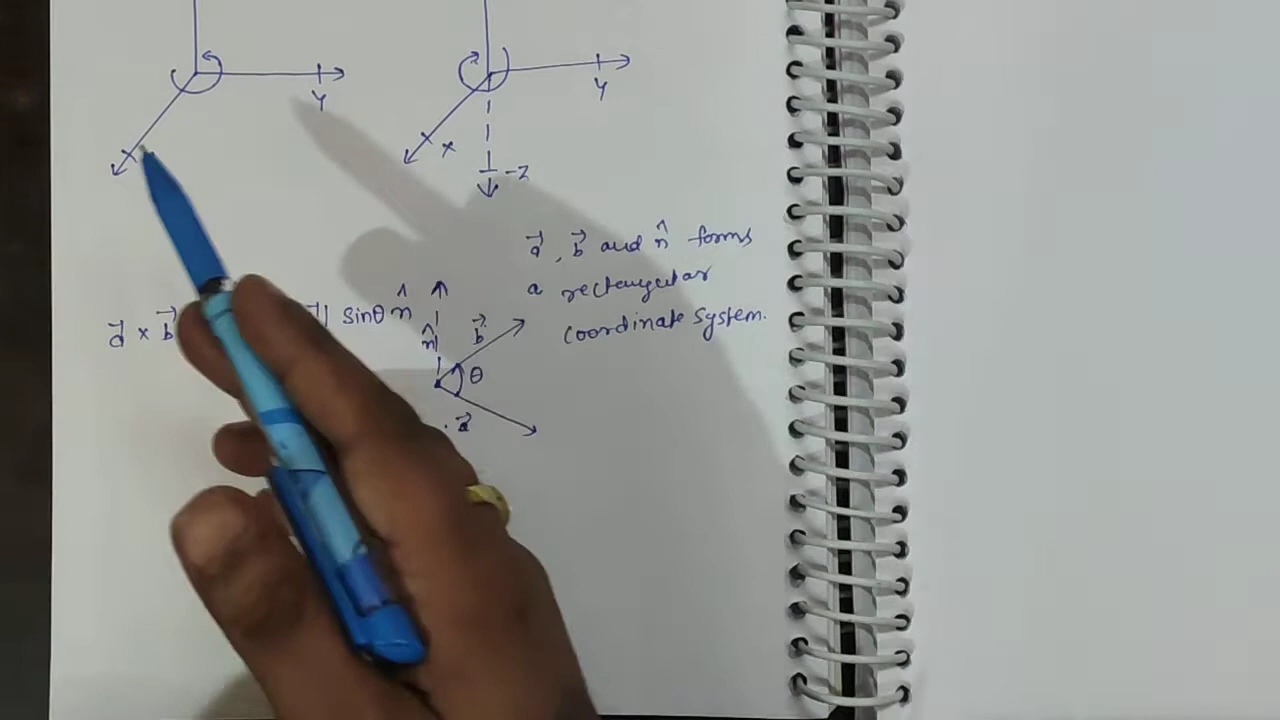 Y
Y
x
-z
a⃗, b⃗ and n̂ forms
a rectangular
coordinate system.
a⃗ × b⃗ | sinθ n̂
n̂
b⃗
θ
a⃗